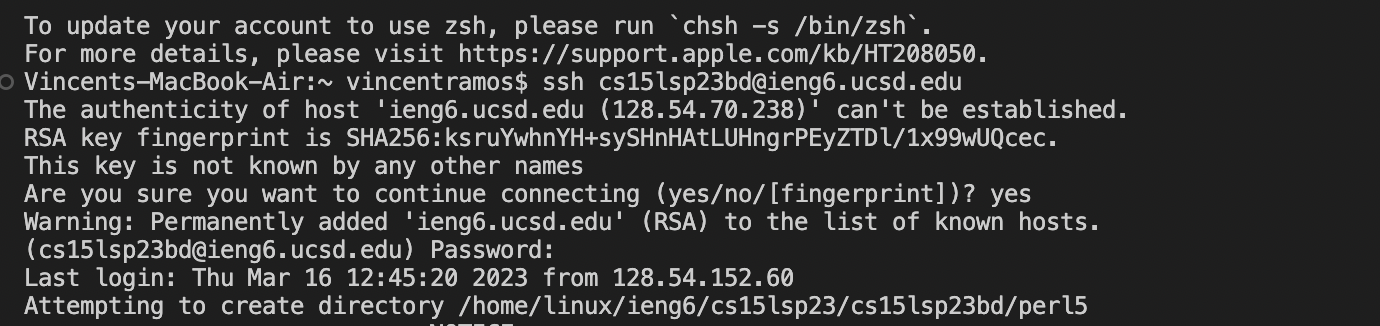 To update your account to use zsh, please run `chsh -s /bin/zsh`.
For more details, please visit https://support.apple.com/kb/HT208050.
Vincents-MacBook-Air:~ vincentramos$ ssh cs15lsp23bd@ieng6.ucsd.edu
The authenticity of host 'ieng6.ucsd.edu (128.54.70.238)' can't be established.
RSA key fingerprint is SHA256:ksruYwhnYH+sySHnHAtLUHngrPEyZTDl/1x99wUQcec.
This key is not known by any other names
Are you sure you want to continue connecting (yes/no/[fingerprint])? yes
Warning: Permanently added 'ieng6.ucsd.edu' (RSA) to the list of known hosts.
(cs15lsp23bd@ieng6.ucsd.edu) Password:
Last login: Thu Mar 16 12:45:20 2023 from 128.54.152.60
Attempting to create directory /home/linux/ieng6/cs15lsp23/cs15lsp23bd/perl5